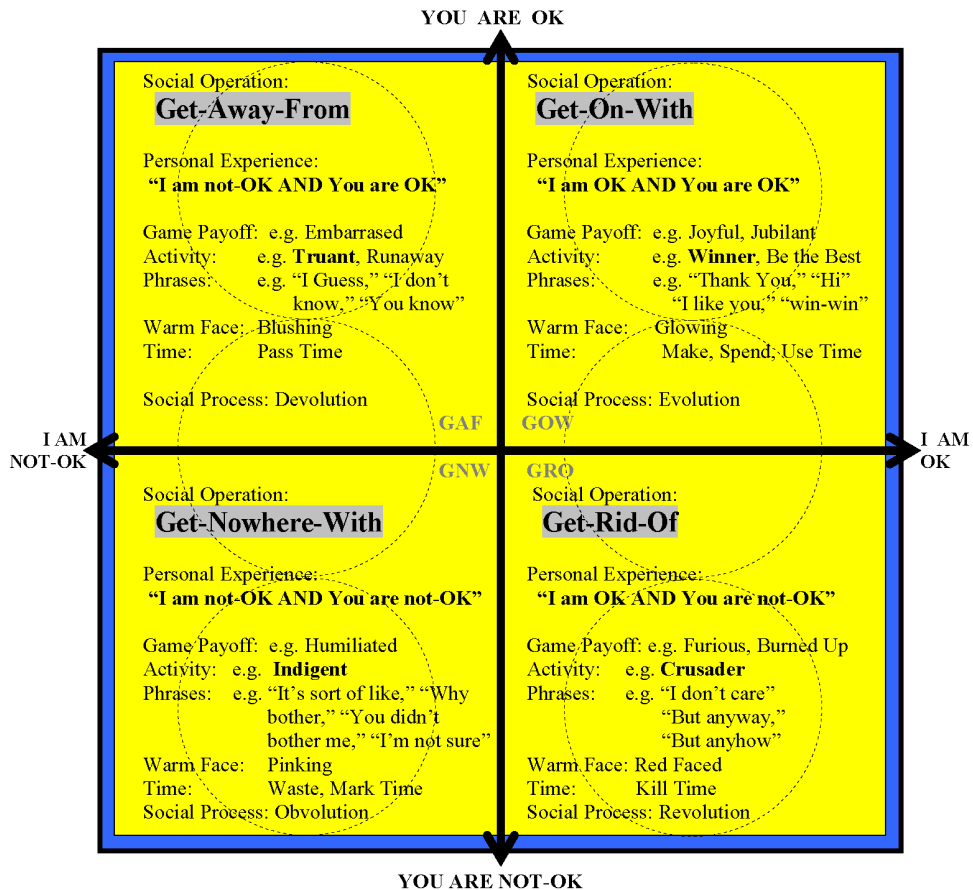 YOU ARE OK
Social Operation:
Get-Away-From
Personal Experience:
“I am not-OK AND You are OK”
Game Payoff: e.g. Embarrased
Activity: e.g. Truant, Runaway
Phrases: e.g. “I Guess,” “I don't
know,” “You know”
Warm Face: Blushing
Time: Pass Time
Social Process: Devolution
GAF
Social Operation:
Get-On-With
Personal Experience:
“I am OK AND You are OK”
Game Payoff: e.g. Joyful, Jubilant
Activity: e.g. Winner, Be the Best
Phrases: e.g. “Thank You,” “Hi”
“I like you,” “win-win”
Warm Face: Glowing
Time: Make, Spend, Use Time
Social Process: Evolution
GOW
I AM
NOT-OK
I AM
OK
GNW
Social Operation:
Get-Nowhere-With
Personal Experience:
“I am not-OK AND You are not-OK”
Game Payoff: e.g. Humiliated
Activity: e.g. Indigent
Phrases: e.g. “It's sort of like,” “Why
bother,” “You didn't
bother me,” “I'm not sure”
Warm Face: Pinking
Time: Waste, Mark Time
Social Process: Obvolution
GRO
Social Operation:
Get-Rid-Of
Personal Experience:
“I am OK AND You are not-OK”
Game Payoff: e.g. Furious, Burned Up
Activity: e.g. Crusader
Phrases: e.g. “I don't care”
“But anyway,”
“But anyhow”
Warm Face: Red Faced
Time: Kill Time
Social Process: Revolution
YOU ARE NOT-OK